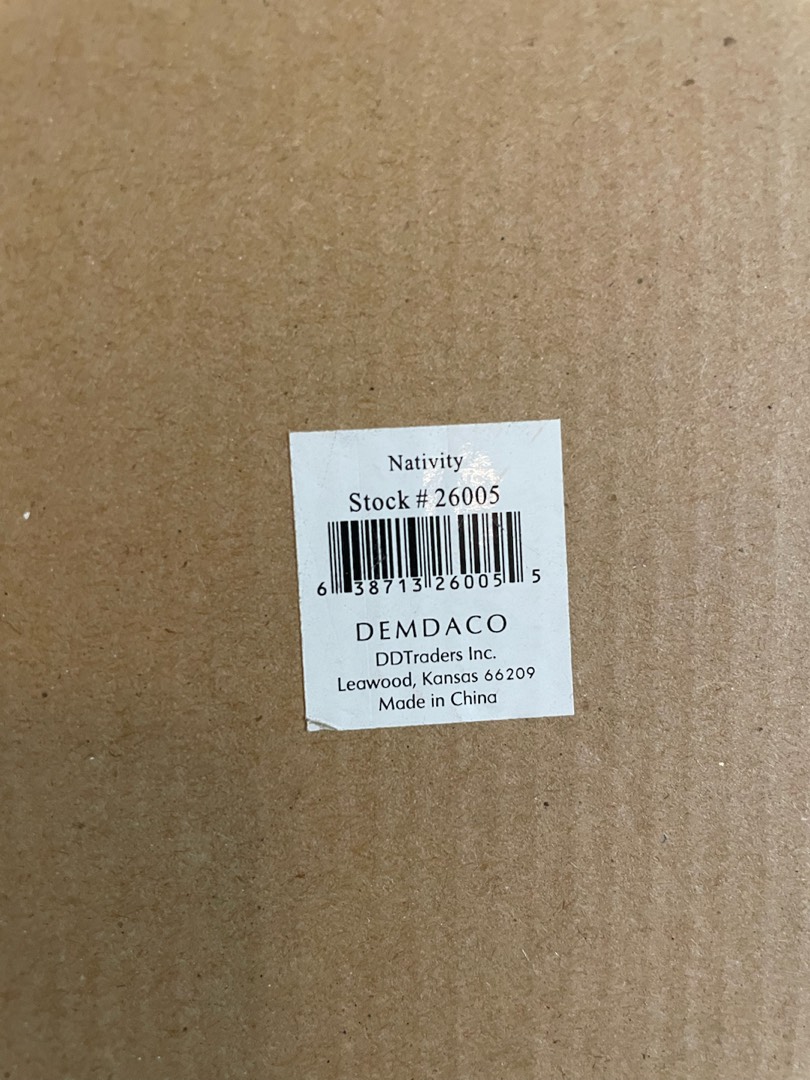 Nativity
Stock # 26005
6 38713 26005 5
DEMDACO
DDTraders Inc.
Leawood, Kansas 66209
Made in China